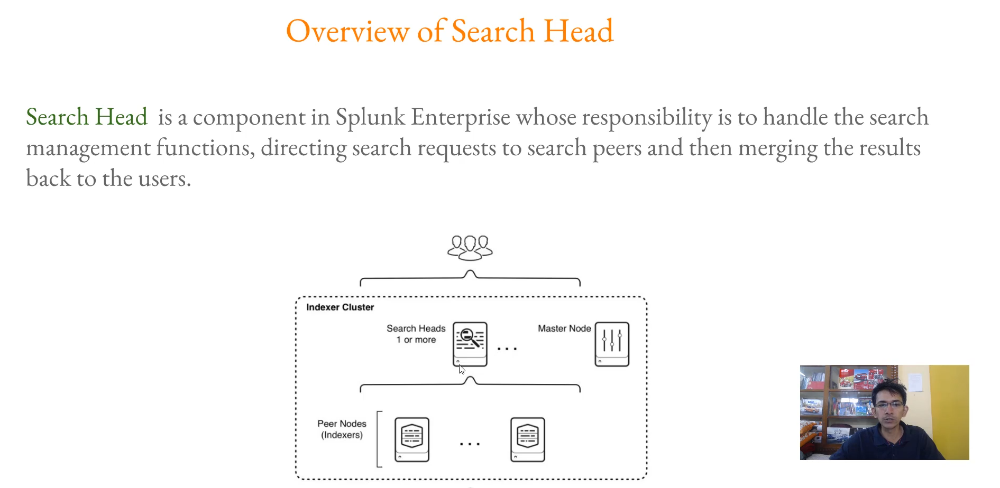 Overview of Search Head
Search Head is a component in Splunk Enterprise whose responsibility is to handle the search
management functions, directing search requests to search peers and then merging the results
back to the users.
Indexer Cluster
Search Heads
1 or more
...
Master Node
Peer Nodes
(Indexers)
...